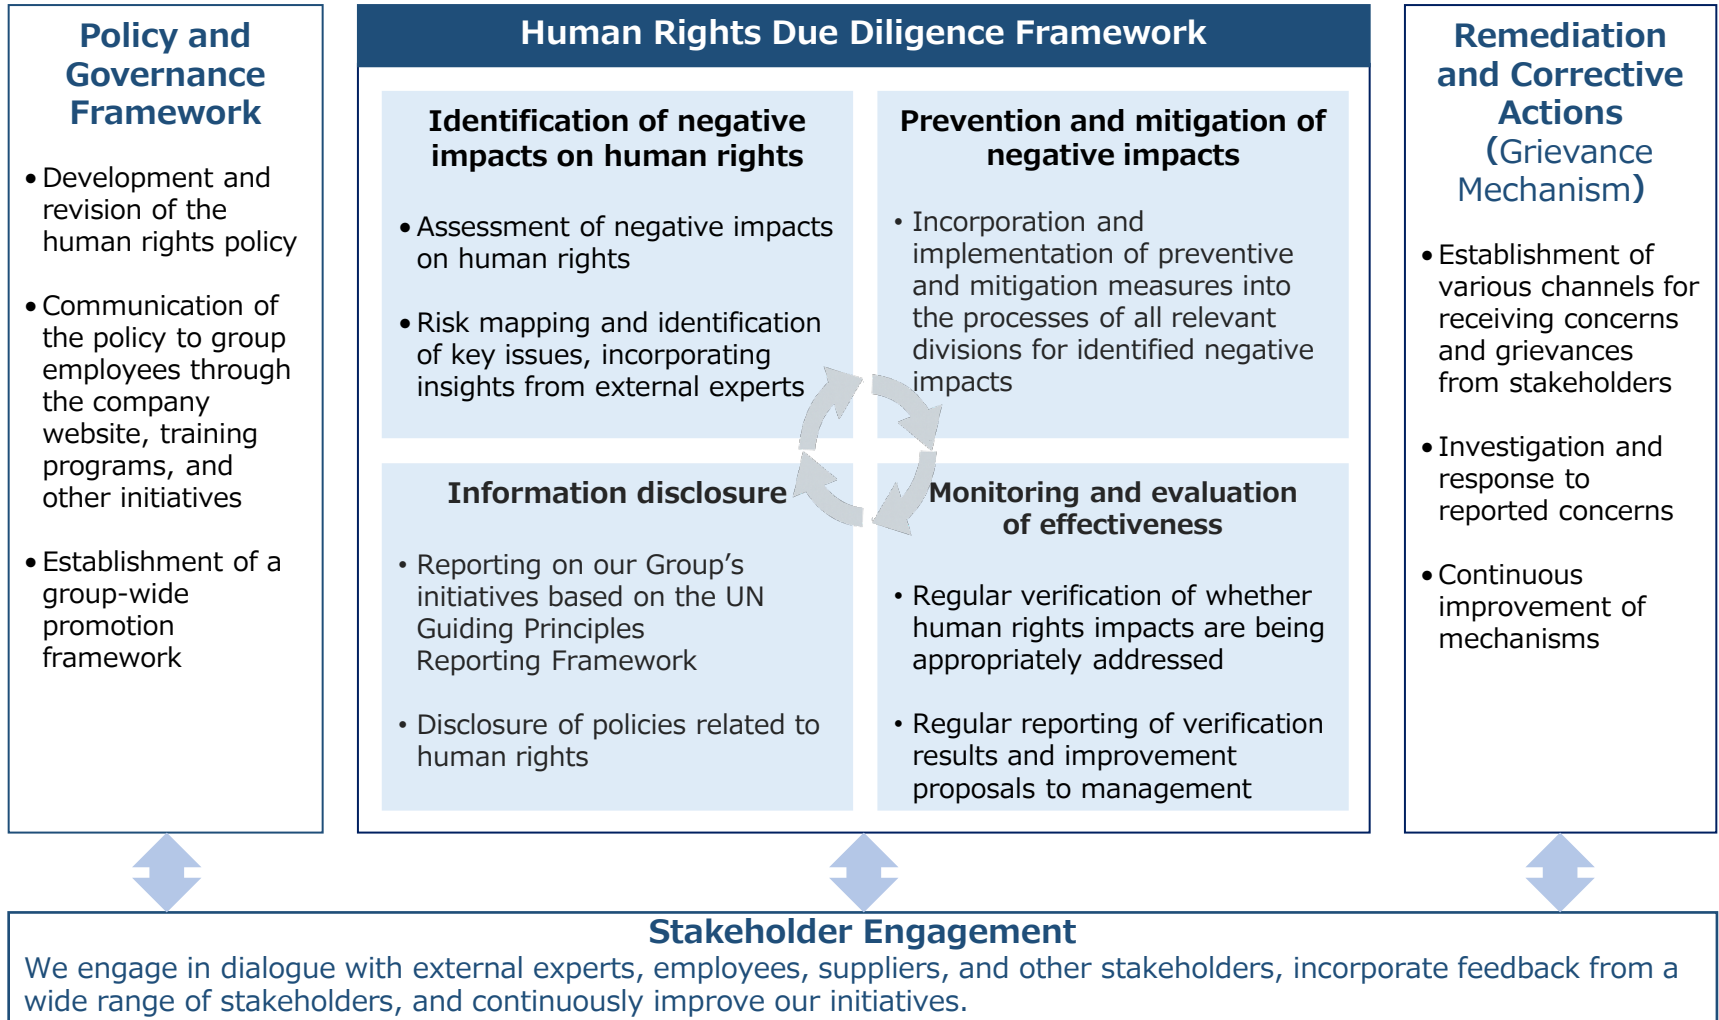 Policy and
Governance
Framework
• Development and
revision of the
human rights policy
• Communication of
the policy to group
employees through
the company
website, training
programs, and
other initiatives
• Establishment of a
group-wide
promotion
framework
Human Rights Due Diligence Framework
Identification of negative
impacts on human rights
• Assessment of negative impacts
on human rights
• Risk mapping and identification
of key issues, incorporating
insights from external experts
Prevention and mitigation of
negative impacts
• Incorporation and
implementation of preventive
and mitigation measures into
the processes of all relevant
divisions for identified negative
impacts
Information disclosure
• Reporting on our Group’s
initiatives based on the UN
Guiding Principles
Reporting Framework
• Disclosure of policies related to
human rights
Monitoring and evaluation
of effectiveness
• Regular verification of whether
human rights impacts are being
appropriately addressed
• Regular reporting of verification
results and improvement
proposals to management
Remediation
and Corrective
Actions
(Grievance
Mechanism)
• Establishment of
various channels for
receiving concerns
and grievances
from stakeholders
• Investigation and
response to
reported concerns
• Continuous
improvement of
mechanisms
Stakeholder Engagement
We engage in dialogue with external experts, employees, suppliers, and other stakeholders, incorporate feedback from a
wide range of stakeholders, and continuously improve our initiatives.